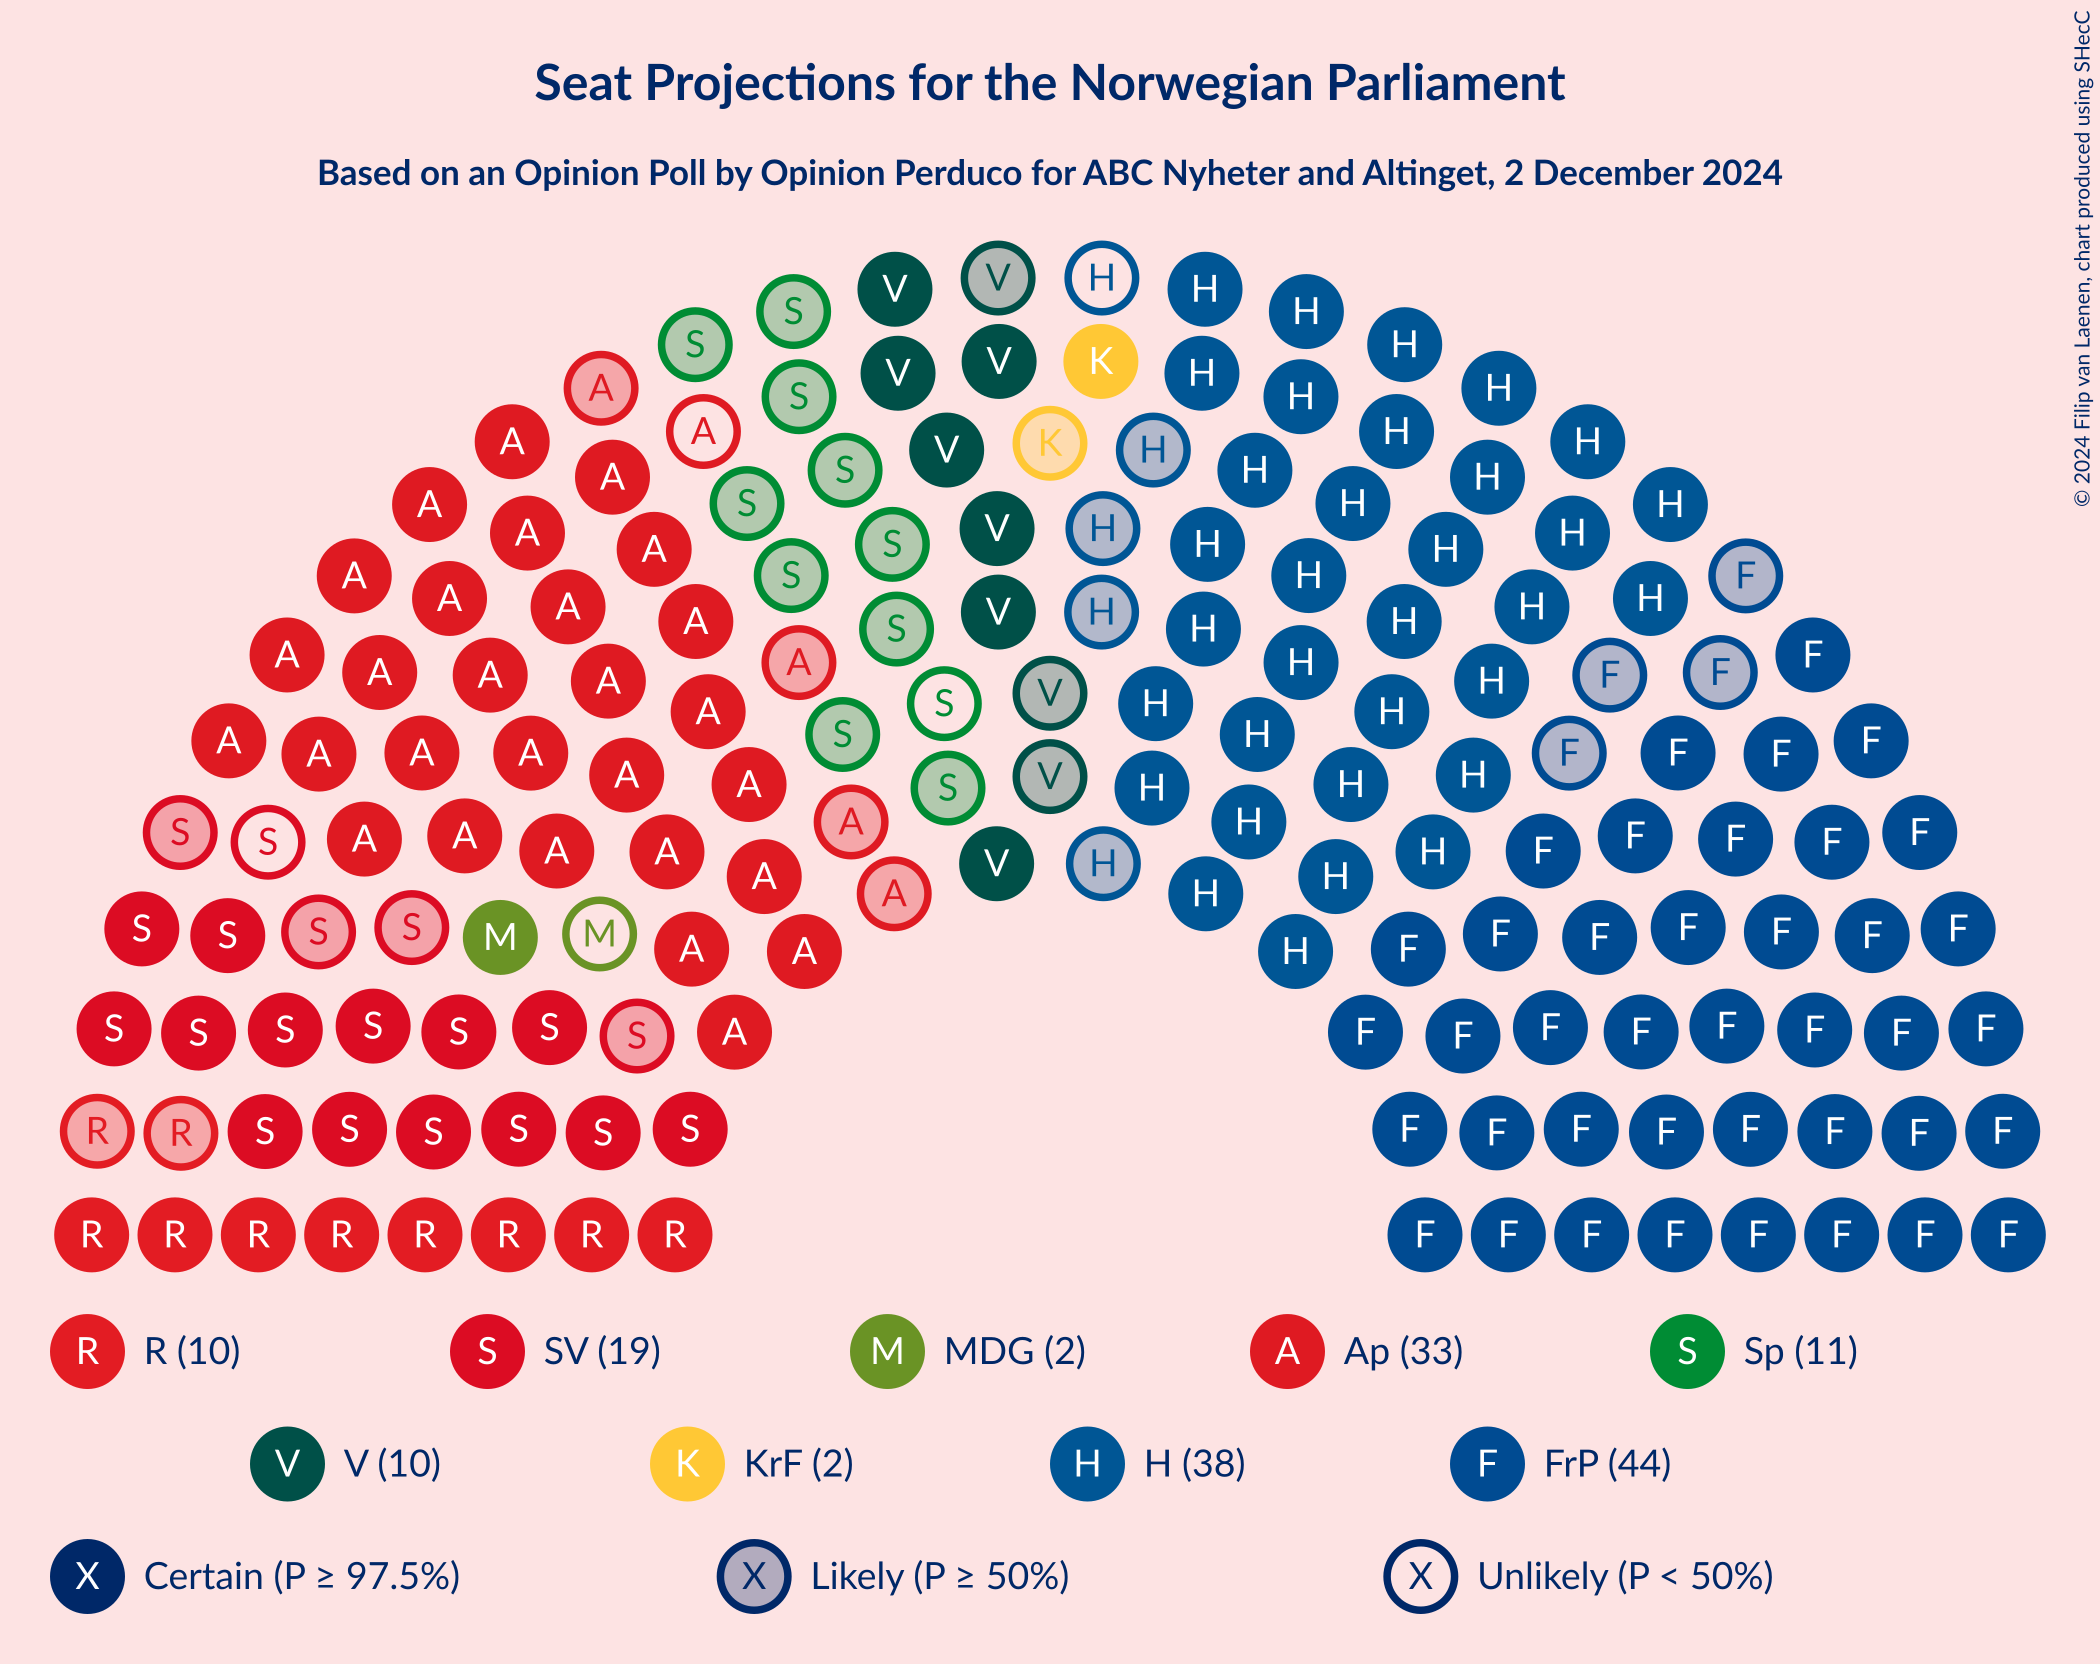 Seat Projections for the Norwegian Parliament
Based on an Opinion Poll by Opinion Perduco for ABC Nyheter and Altinget, 2 December 2024
© 2024 Filip van Laenen, chart produced using SHecC
V V H H
S S H H
A S V V K H H H H
A A S V K H H H H H
A A A S S V H H H H H H
A A A S S V H H H H H F
A A A A A S V H H H H H F F F
A A A A A A S V H H H H H F F F F
S S A A A A A A V H H H H H F F F F F
S S S S M M A A A H F F F F F F F
S S S S S S S A F F F F F F F F
R R S S S S S S F F F F F F F F
R R R R R R R R F F F F F F F F
R R (10) S SV (19) M MDG (2) A Ap (33) S Sp (11)
V V (10) K KrF (2) H H (38) F FrP (44)
X Certain (P ≥ 97.5%) X Likely (P ≥ 50%) X Unlikely (P < 50%)